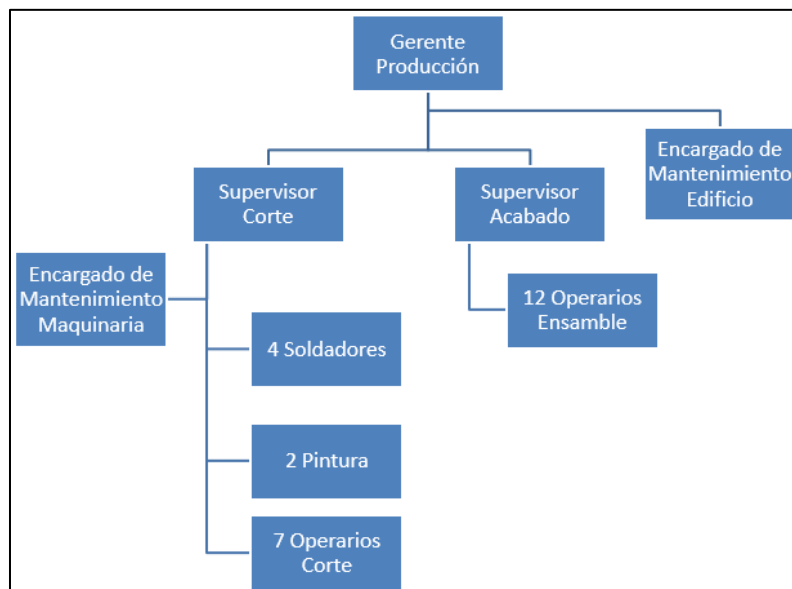 Gerente
Producción
Encargado de
Mantenimiento
Edificio
Supervisor
Corte
Supervisor
Acabado
Encargado de
Mantenimiento
Maquinaria
12 Operarios
Ensamble
4 Soldadores
2 Pintura
7 Operarios
Corte